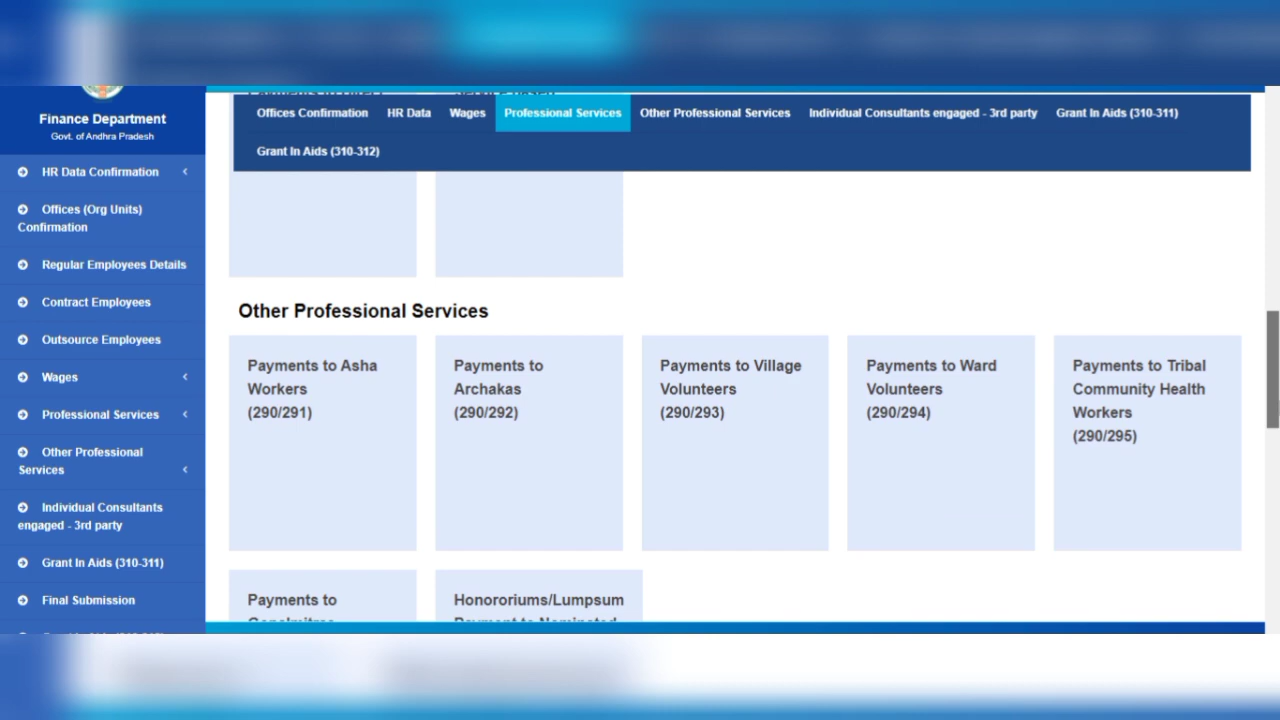 Finance Department
Govt. of Andhra Pradesh
HR Data Confirmation
Offices (Org Units)
Confirmation
Regular Employees Details
Contract Employees
Outsource Employees
Wages
Professional Services
Other Professional
Services
Individual Consultants
engaged - 3rd party
Grant In Aids (310-311)
Final Submission
Offices Confirmation HR Data Wages Professional Services Other Professional Services Individual Consultants engaged - 3rd party Grant In Aids (310-311)
Grant In Aids (310-312)
Other Professional Services
Payments to Asha
Workers
(290/291)
Payments to
Archakas
(290/292)
Payments to Village
Volunteers
(290/293)
Payments to Ward
Volunteers
(290/294)
Payments to Tribal
Community Health
Workers
(290/295)
Payments to
Honororiums/Lumpsum
Payment to Nominated